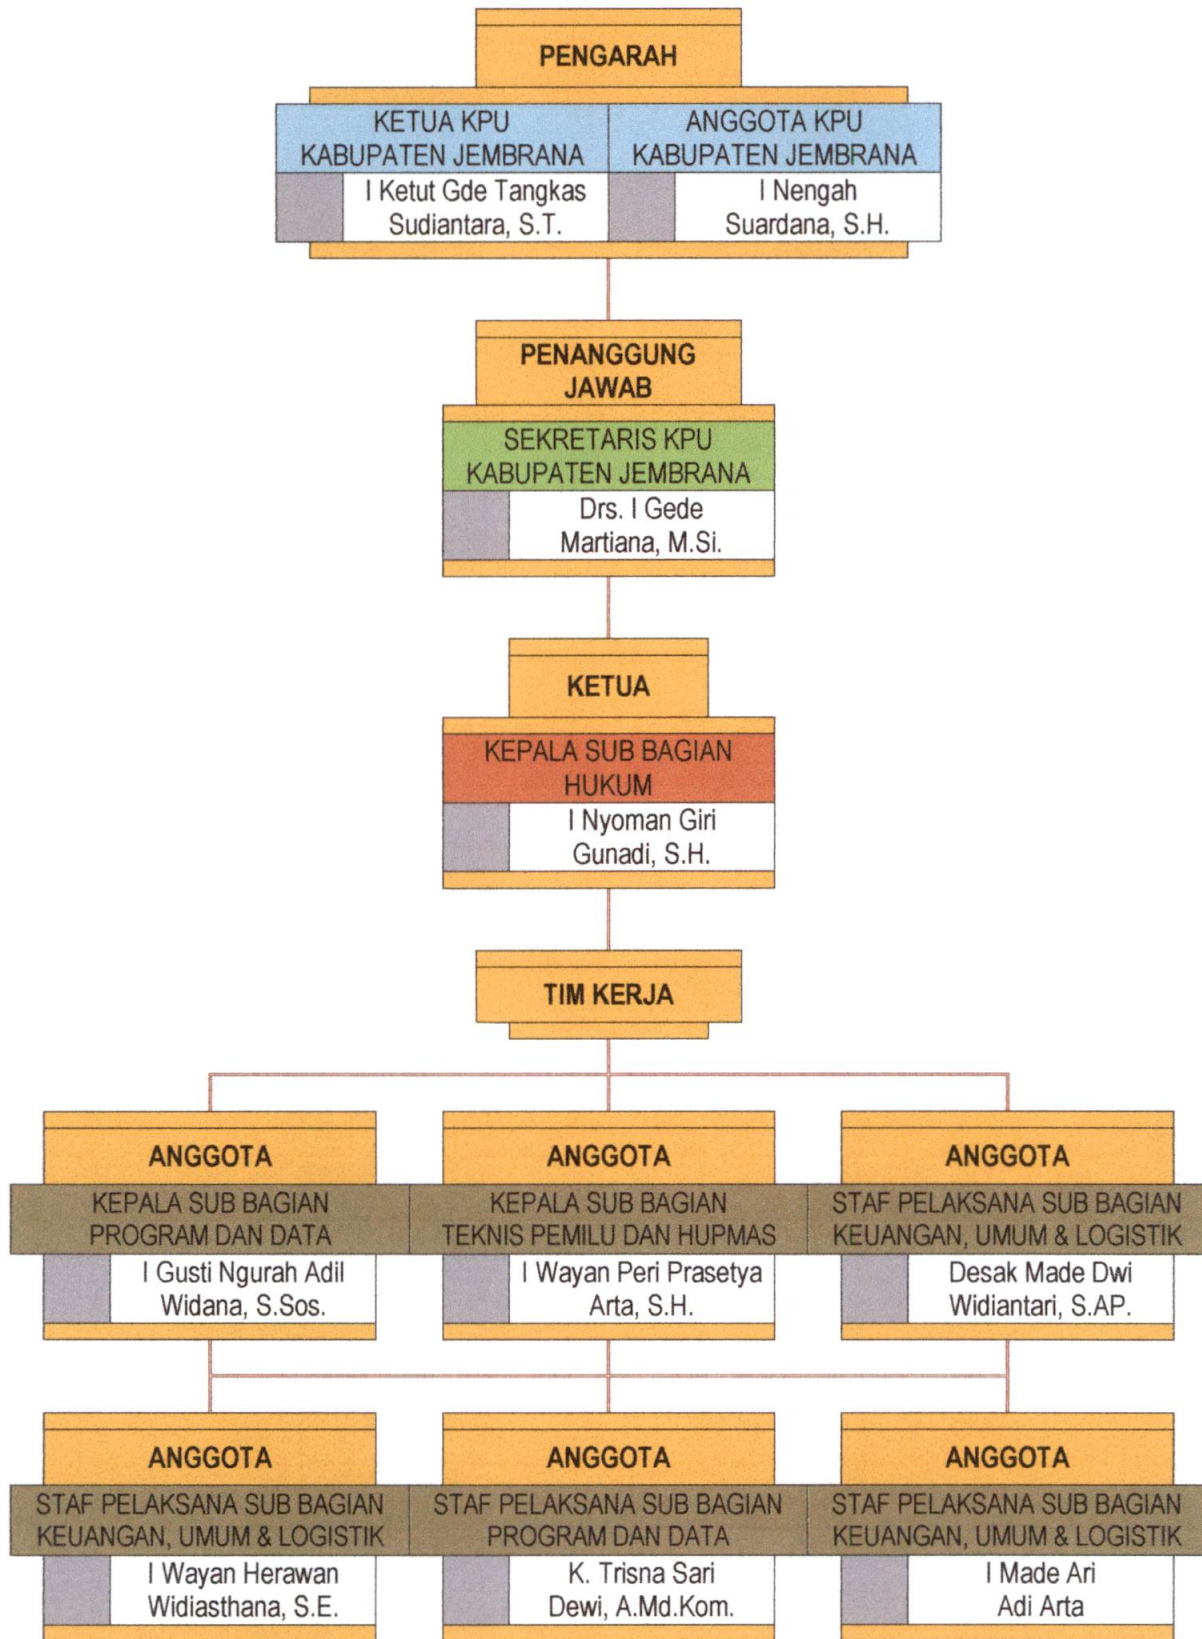 PENGARAH
KETUA KPU
KABUPATEN JEMBRANA
I Ketut Gde Tangkas
Sudiantara, S.T.
ANGGOTA KPU
KABUPATEN JEMBRANA
I Nengah
Suardana, S.H.
PENANGGUNG
JAWAB
SEKRETARIS KPU
KABUPATEN JEMBRANA
Drs. I Gede
Martiana, M.Si.
KETUA
KEPALA SUB BAGIAN
HUKUM
I Nyoman Giri
Gunadi, S.H.
TIM KERJA
ANGGOTA
KEPALA SUB BAGIAN
PROGRAM DAN DATA
I Gusti Ngurah Adil
Widana, S.Sos.
ANGGOTA
KEPALA SUB BAGIAN
TEKNIS PEMILU DAN HUPMAS
I Wayan Peri Prasetya
Arta, S.H.
ANGGOTA
STAF PELAKSANA SUB BAGIAN
KEUANGAN, UMUM & LOGISTIK
Desak Made Dwi
Widiantari, S.AP.
ANGGOTA
STAF PELAKSANA SUB BAGIAN
KEUANGAN, UMUM & LOGISTIK
I Wayan Herawan
Widiasthana, S.E.
ANGGOTA
STAF PELAKSANA SUB BAGIAN
PROGRAM DAN DATA
K. Trisna Sari
Dewi, A.Md.Kom.
ANGGOTA
STAF PELAKSANA SUB BAGIAN
KEUANGAN, UMUM & LOGISTIK
I Made Ari
Adi Arta